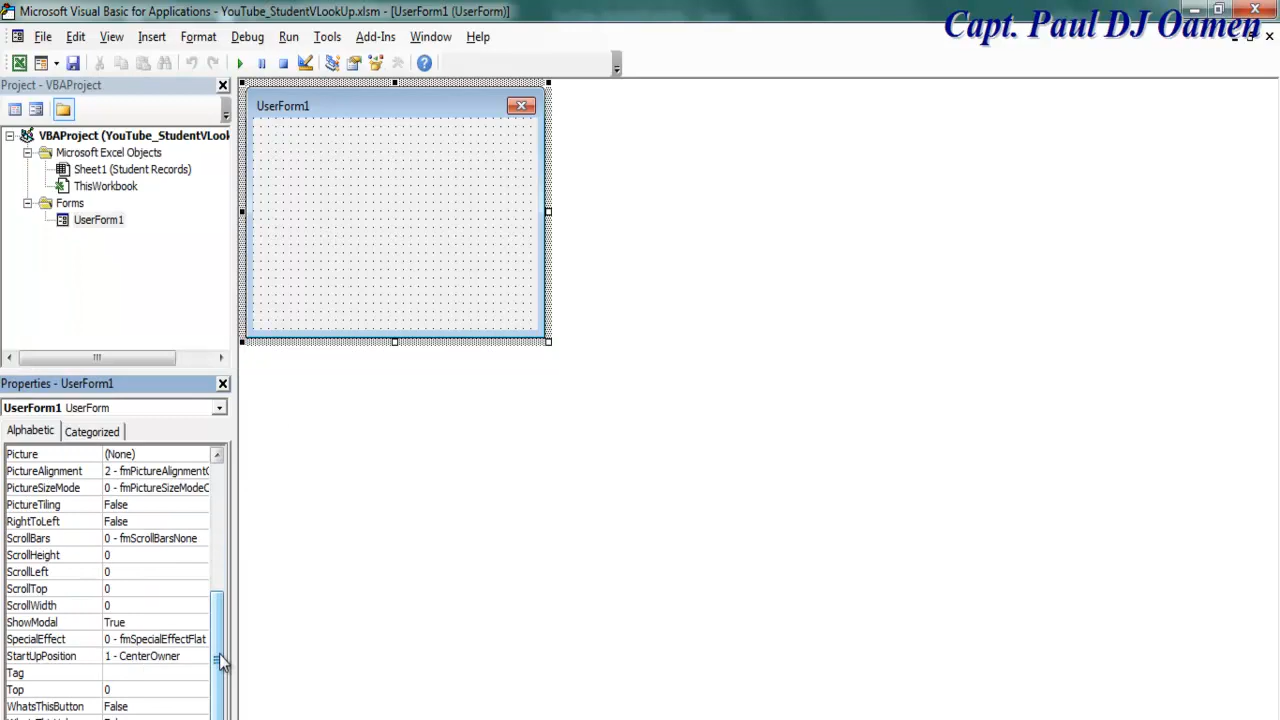 Microsoft Visual Basic for Applications - YouTube_StudentVLookUp.xlsm - [UserForm1 (UserForm)]
Capt. Paul DJ Oamen
File Edit View Insert Format Debug Run Tools Add-Ins Window Help
Project - VBAProject
VBAProject (YouTube_StudentVLook
Microsoft Excel Objects
Sheet1 (Student Records)
ThisWorkbook
Forms
UserForm1
UserForm1
Properties - UserForm1
UserForm1 UserForm
Alphabetic Categorized
Picture (None)
PictureAlignment 2 - fmPictureAlignmentC
PictureSizeMode 0 - fmPictureSizeModeC
PictureTiling False
RightToLeft False
ScrollBars 0 - fmScrollBarsNone
ScrollHeight 0
ScrollLeft 0
ScrollTop 0
ScrollWidth 0
ShowModal True
SpecialEffect 0 - fmSpecialEffectFlat
StartUpPosition 1 - CenterOwner
Tag
Top 0
WhatsThisButton False